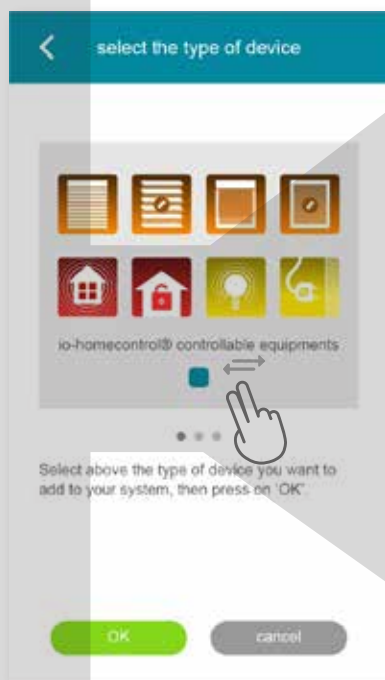 select the type of device
io-homecontrol® controllable equipments
Select above the type of device you want to
add to your system, then press on 'OK'.
OK
cancel